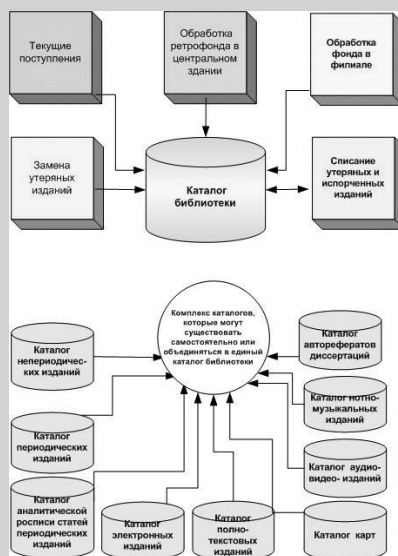 Текущие
поступления
Обработка
ретрофонда в
центральном
здании
Обработка
фонда в
филиале
Замена
утеряных
изданий
Каталог
библиотеки
Списание
утеряных и
испорченных
изданий
Комплекс каталогов,
которые могут
существовать
самостоятельно или
объединяться в единый
каталог библиотеки
Каталог
непериодичес-
ких изданий
Каталог
авторефератов
диссертаций
Каталог
периодических
изданий
Каталог нотно-
музыкальных
изданий
Каталог
аналитической
росписи статей
периодических
изданий
Каталог
электронных
изданий
Каталог
полно-
текстовых
изданий
Каталог аудио-
видео- изданий
Каталог карт